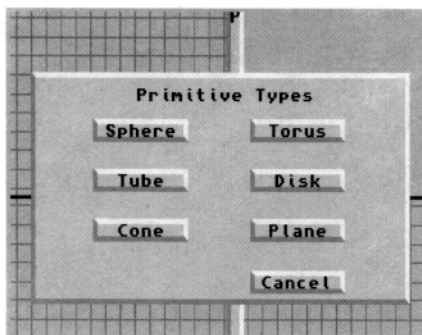 P
Primitive Types
Sphere Torus
Tube Disk
Cone Plane
Cancel